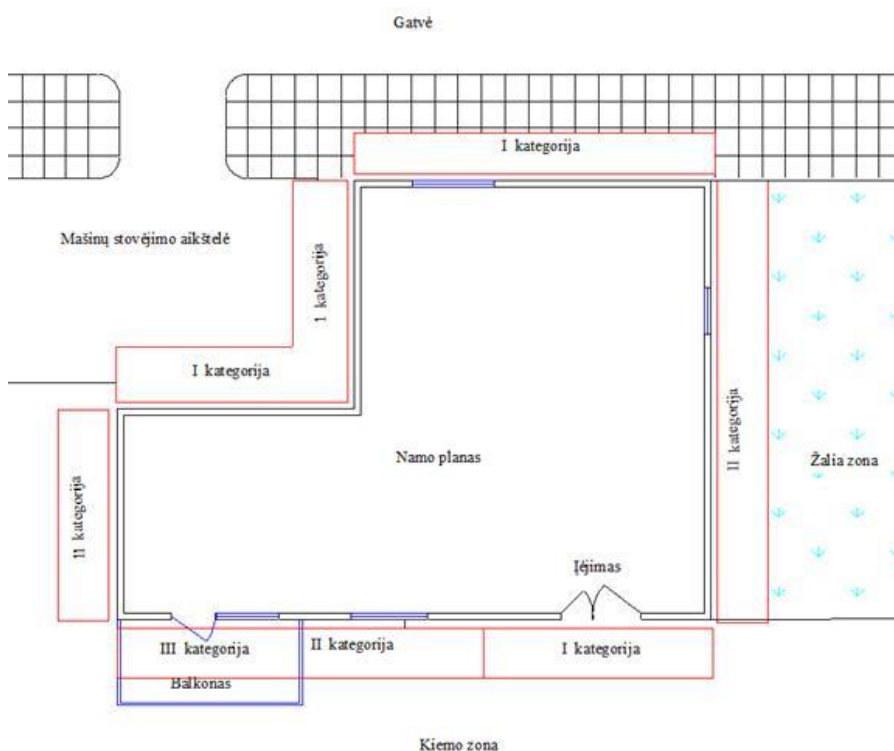 Gatvė
I kategorija
Mašinų stovėjimo aikštelė
1 kategorija
I kategorija
II kategorija
Namo planas
Žalia zona
II kategorija
Įėjimas
III kategorija
II kategorija
I kategorija
Balkonas
Kiemo zona